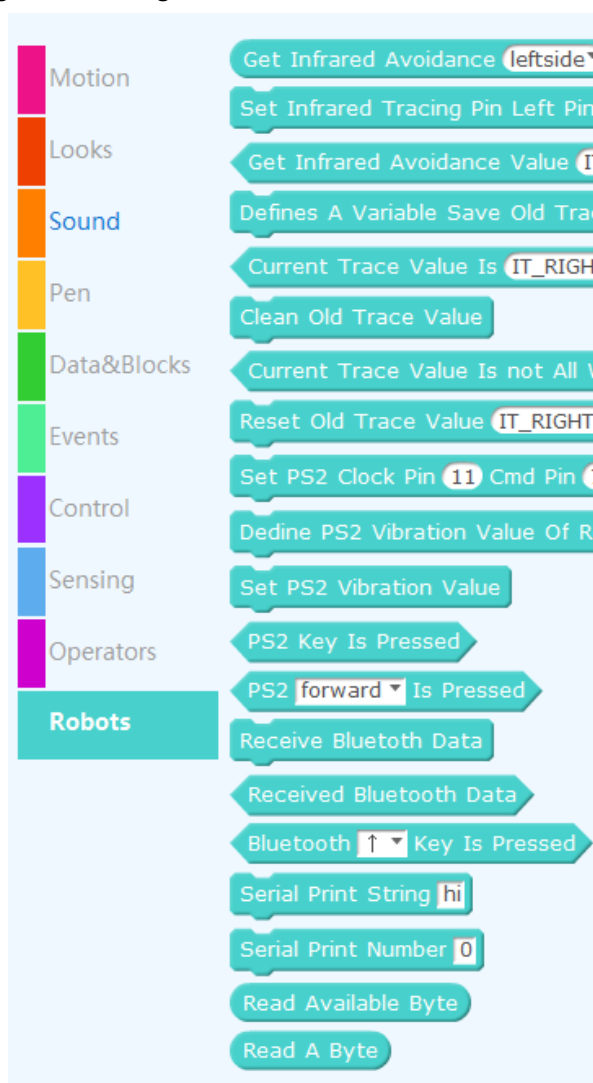 Motion
Looks
Sound
Pen
Data&Blocks
Events
Control
Sensing
Operators
Robots
Get Infrared Avoidance leftside
Set Infrared Tracing Pin Left Pin
Get Infrared Avoidance Value
Defines A Variable Save Old
Current Trace Value Is
Clean Old Trace Value
Current Trace Value Is not All
Reset Old Trace Value IT_RIGHT
Set PS2 Clock Pin 11 Cmd Pin
Dedine PS2 Vibration Value Of
Set PS2 Vibration Value
PS2 Key Is Pressed
PS2 forward Is Pressed
Receive Bluetoth Data
Received Bluetooth Data
Bluetooth ↑ Key Is Pressed
Serial Print String hi
Serial Print Number 0
Read Available Byte
Read A Byte